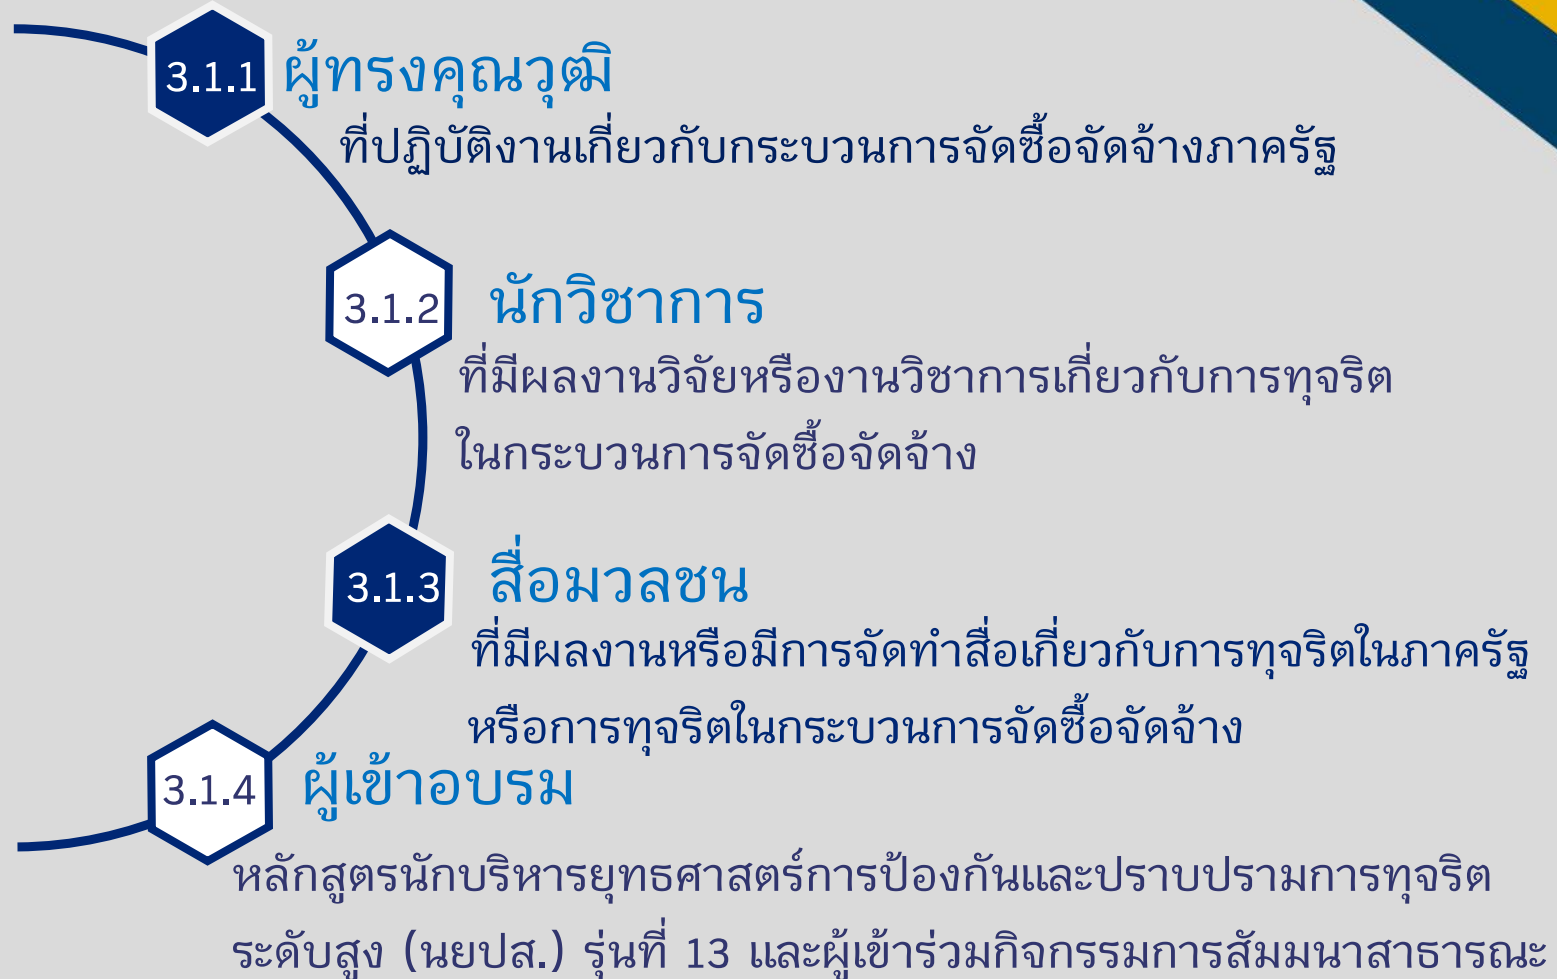 3.1.1 ผู้ทรงคุณวุฒิ
ที่ปฏิบัติงานเกี่ยวกับกระบวนการจัดซื้อจัดจ้างภาครัฐ
3.1.2 นักวิชาการ
ที่มีผลงานวิจัยหรืองานวิชาการเกี่ยวกับการทุจริต
ในกระบวนการจัดซื้อจัดจ้าง
3.1.3 สื่อมวลชน
ที่มีผลงานหรือมีการจัดทำสื่อเกี่ยวกับการทุจริตในภาครัฐ
หรือการทุจริตในกระบวนการจัดซื้อจัดจ้าง
3.1.4 ผู้เข้าอบรม
หลักสูตรนักบริหารยุทธศาสตร์การป้องกันและปราบปรามการทุจริต
ระดับสูง (นยปส.) รุ่นที่ 13 และผู้เข้าร่วมกิจกรรมการสัมมนาสาธารณะ